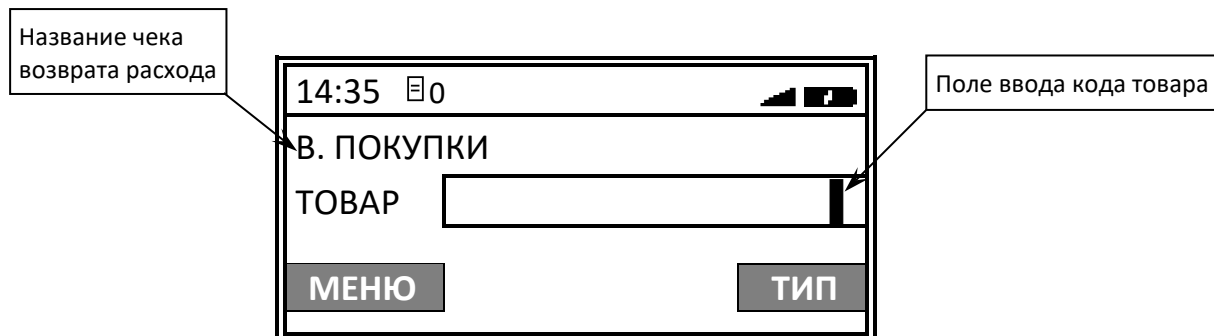 Название чека
возврата расхода
14:35 0
В. ПОКУПКИ
ТОВАР
МЕНЮ
ТИП
Поле ввода кода товара